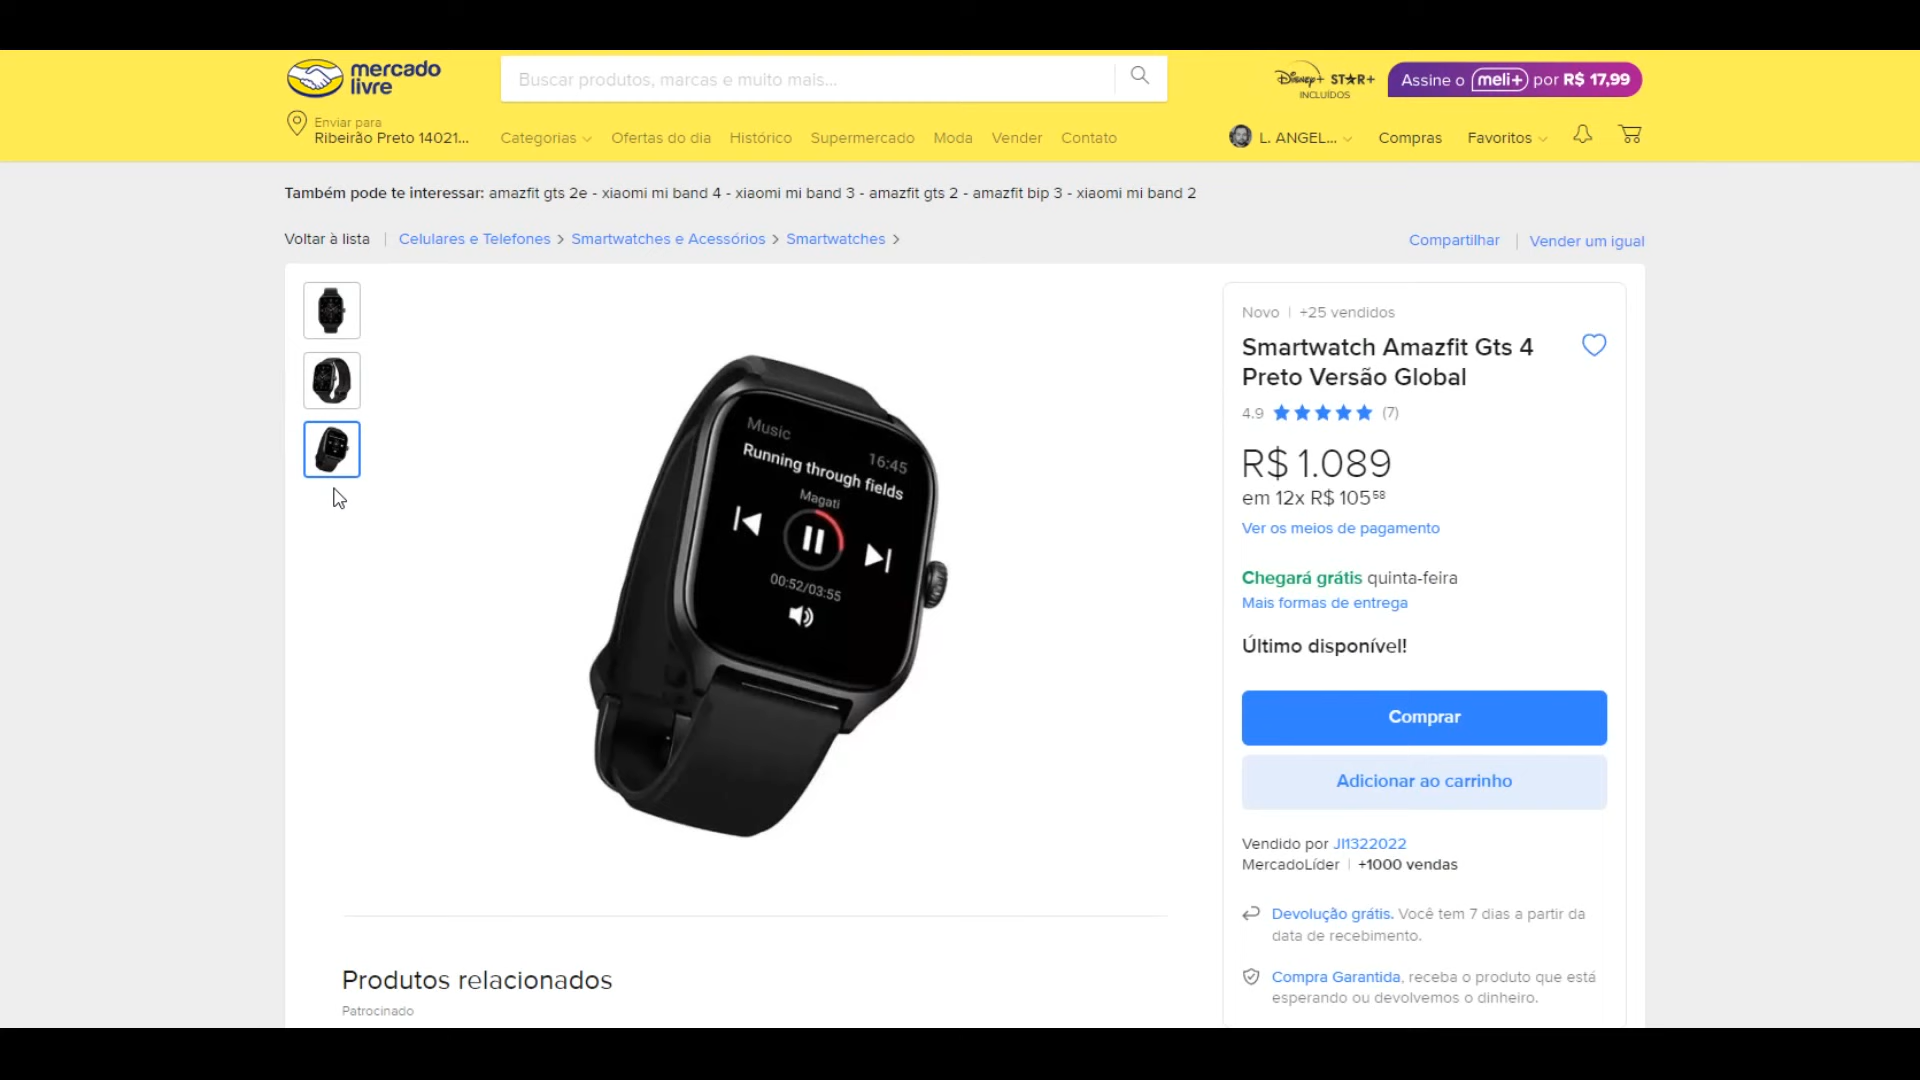 mercado
livre
Buscar produtos, marcas e muito mais...
Disney+ STAR+
INCLUÍDOS
Assine o meli+ por R$ 17,99
Enviar para
Ribeirão Preto 14021...
Categorias
Ofertas do dia
Histórico
Supermercado
Moda
Vender
Contato
L. ANGEL...
Compras
Favoritos
Também pode te interessar: amazfit gts 2e - xiaomi mi band 4 - xiaomi mi band 3 - amazfit gts 2 - amazfit bip 3 - xiaomi mi band 2
Voltar à lista | Celulares e Telefones > Smartwatches e Acessórios > Smartwatches >
Compartilhar | Vender um igual
Music
16:45
Running through fields
Magati
00:52/03:55
Novo | +25 vendidos
Smartwatch Amazfit Gts 4
Preto Versão Global
4.9 (7)
R$ 1.089
em 12x R$ 105 58
Ver os meios de pagamento
Chegará grátis quinta-feira
Mais formas de entrega
Último disponível!
Comprar
Adicionar ao carrinho
Vendido por JI1322022
MercadoLíder | +1000 vendas
Devolução grátis. Você tem 7 dias a partir da
data de recebimento.
Compra Garantida, receba o produto que está
esperando ou devolvemos o dinheiro.
Produtos relacionados
Patrocinado